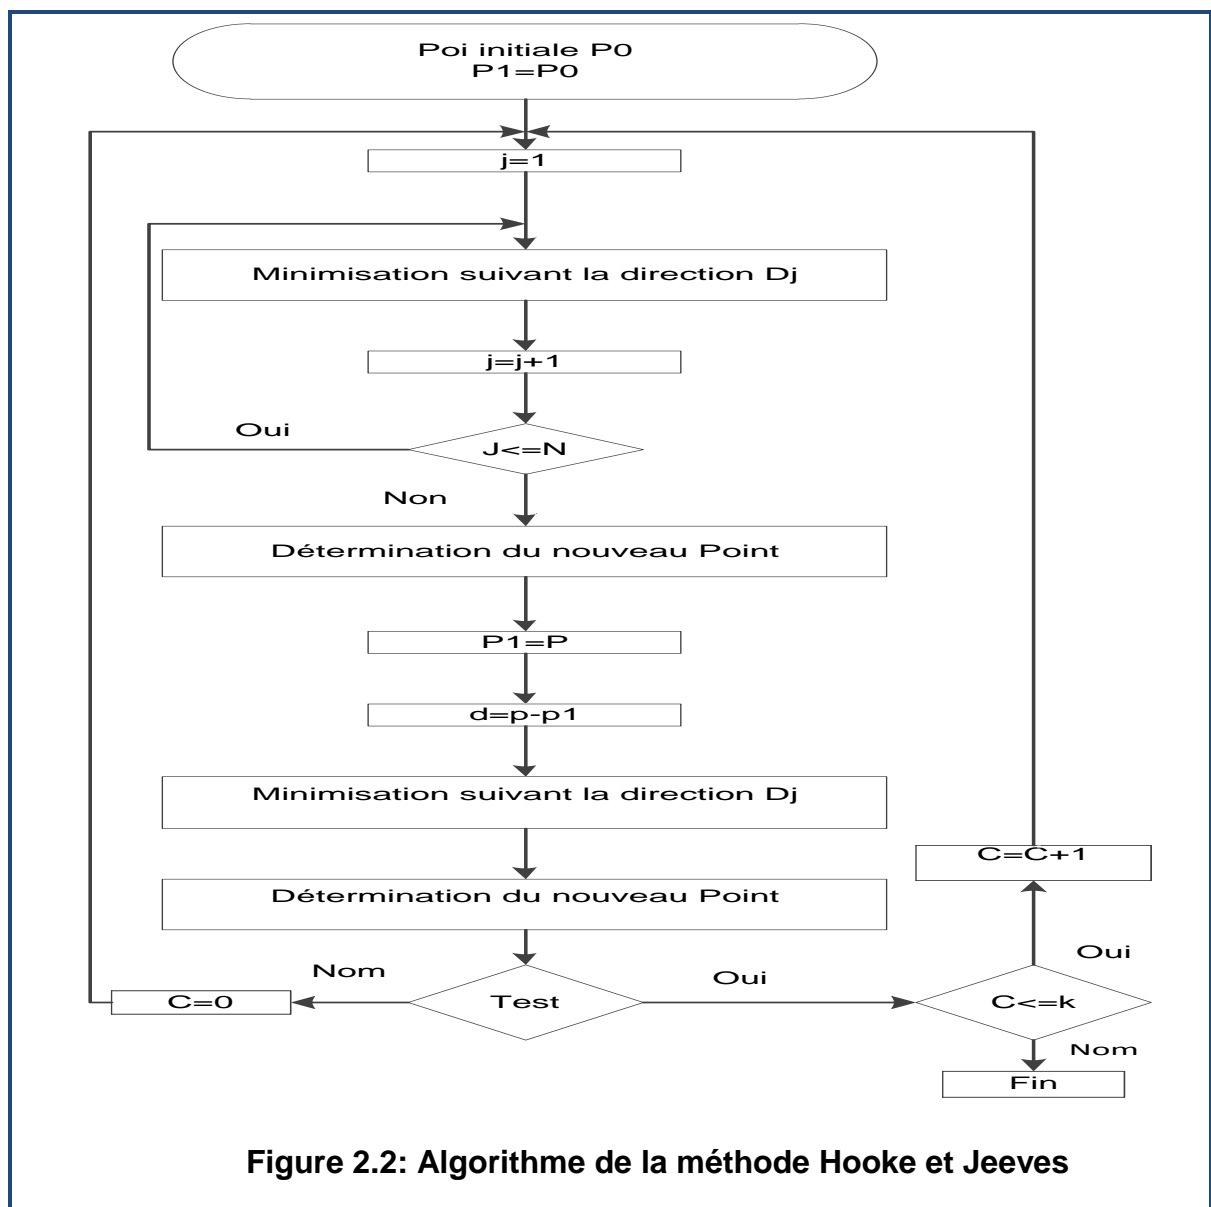 Poi initiale P0
P1=P0
j=1
Minimisation suivant la direction Dj
j=j+1
Oui
J<=N
Non
Détermination du nouveau Point
P1=P
d=p-p1
Minimisation suivant la direction Dj
C=C+1
Détermination du nouveau Point
Oui
Nom
Oui
C=0
Test
C<=k
Nom
Fin
Figure 2.2: Algorithme de la méthode Hooke et Jeeves